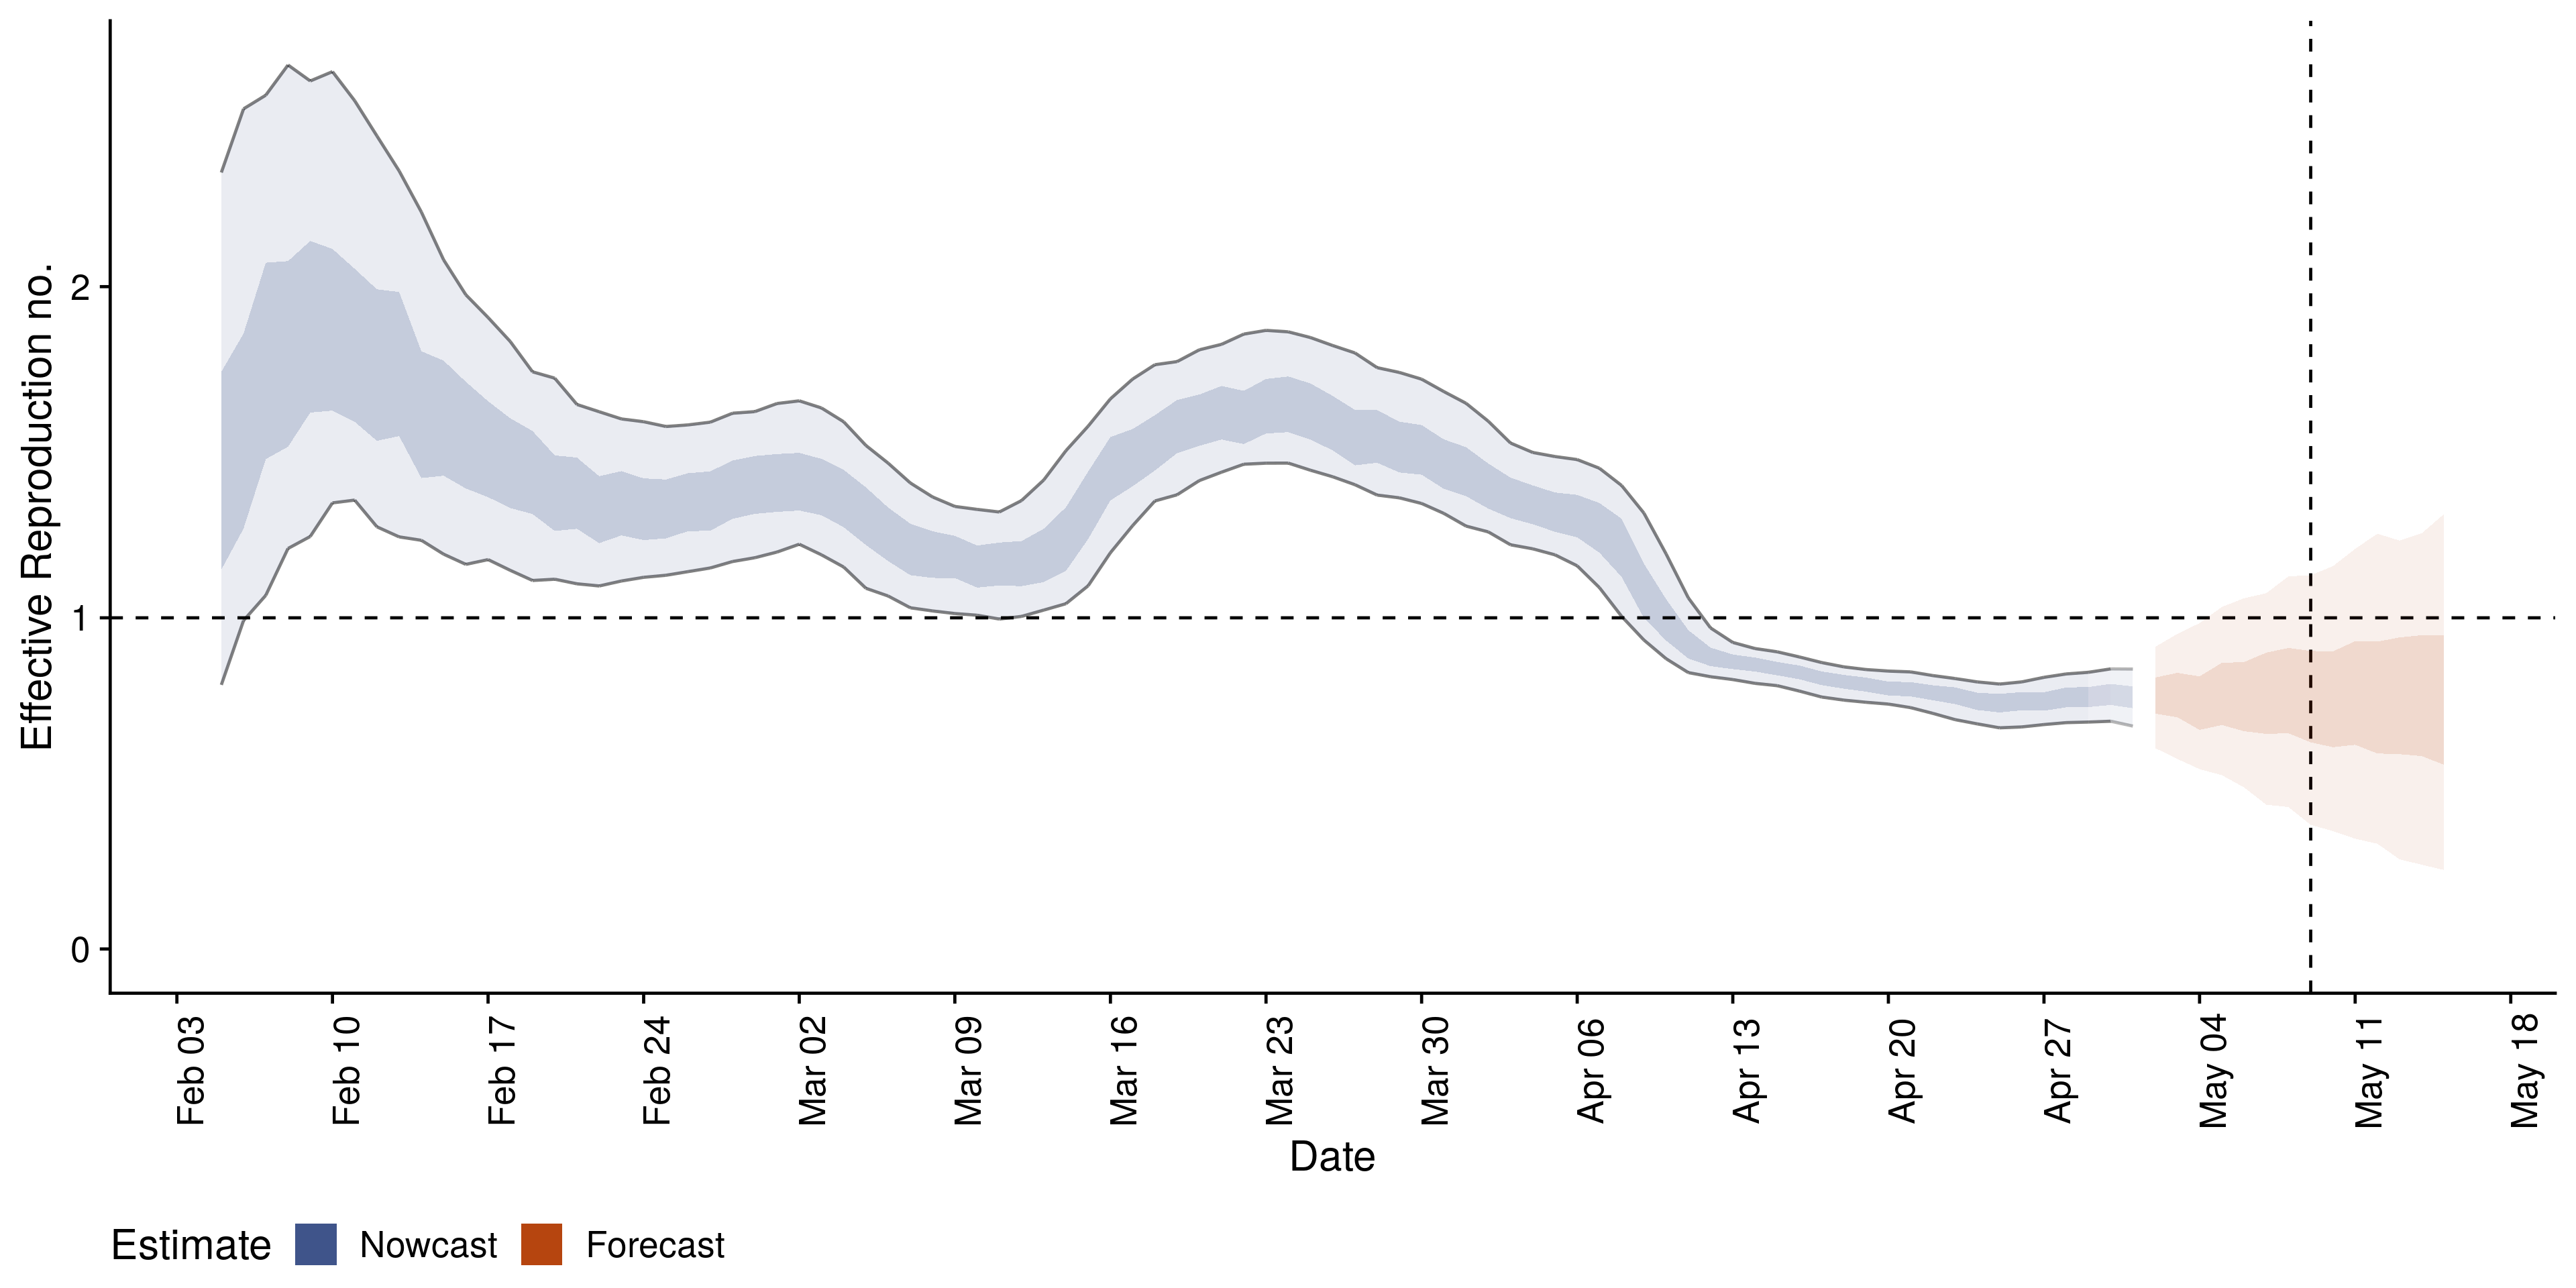 Effective Reproduction no.
2
1
0
Feb 03
Feb 10
Feb 17
Feb 24
Mar 02
Mar 09
Mar 16
Mar 23
Mar 30
Apr 06
Apr 13
Apr 20
Apr 27
May 04
May 11
May 18
Date
Estimate Nowcast Forecast